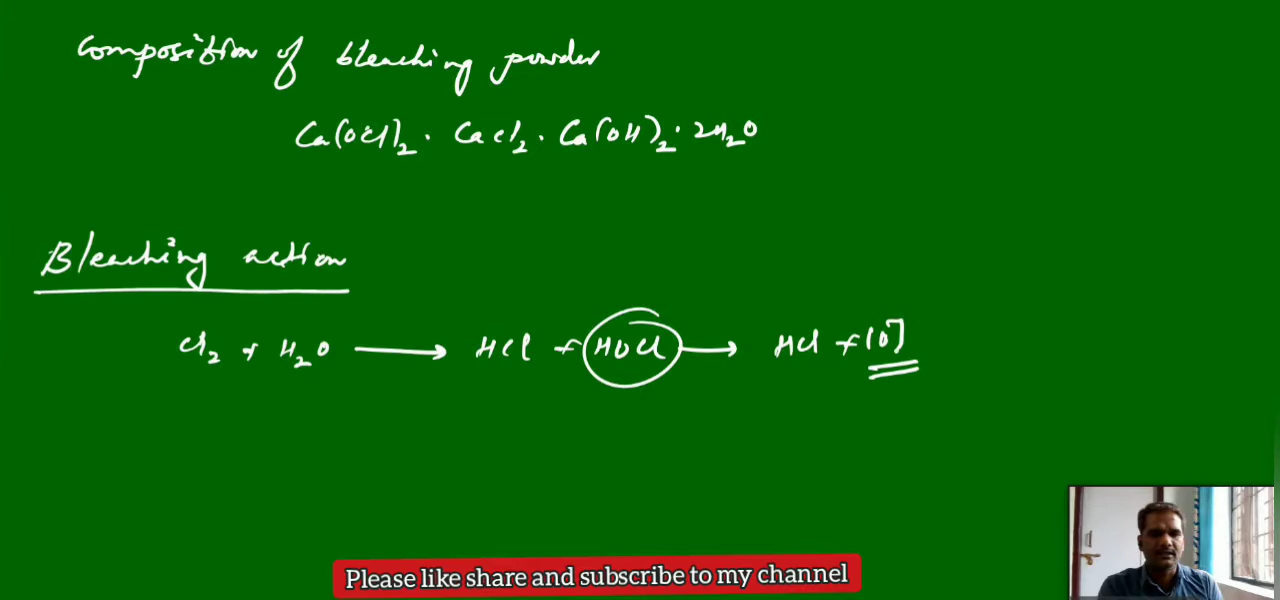 Composition of bleaching powder
Ca(OCl)₂ · CaCl₂ · Ca(OH)₂ · 2H₂O
Bleaching action
Cl₂ + H₂O ⟶ HCl + HOCl ⟶ HCl + [O]
Please like share and subscribe to my channel